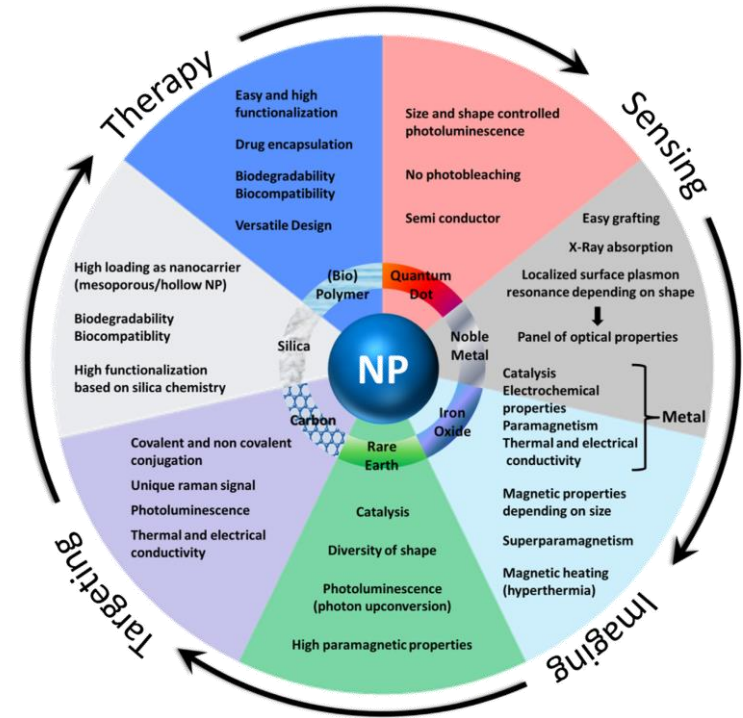 Therapy
Sensing
Imaging
Targeting
Easy and high
functionalization
Drug encapsulation
Biodegradability
Biocompatibility
Versatile Design
(Bio)
Polymer
Size and shape controlled
photoluminescence
No photobleaching
Semi conductor
Quantum
Dot
Easy grafting
X-Ray absorption
Localized surface plasmon
resonance depending on shape
Panel of optical properties
Noble
Metal
Catalysis
Electrochemical
properties
Paramagnetism
Thermal and electrical
conductivity
Metal
Magnetic properties
depending on size
Superparamagnetism
Magnetic heating
(hyperthermia)
Iron
Oxide
Rare
Earth
Catalysis
Diversity of shape
Photoluminescence
(photon upconversion)
High paramagnetic properties
Carbon
Covalent and non covalent
conjugation
Unique raman signal
Photoluminescence
Thermal and electrical
conductivity
Silica
High loading as nanocarrier
(mesoporous/hollow NP)
Biodegradability
Biocompatiblity
High functionalization
based on silica chemistry
NP